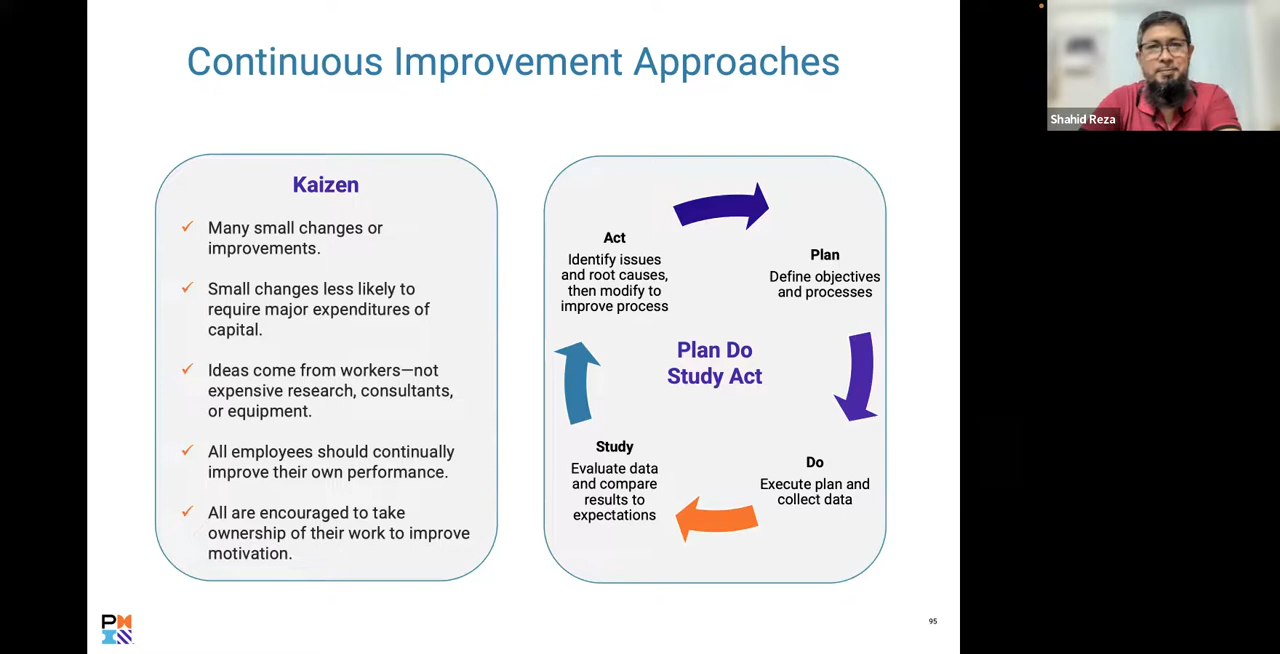 Continuous Improvement Approaches
Shahid Reza
Kaizen
Many small changes or
improvements.
Small changes less likely to
require major expenditures of
capital.
Ideas come from workers—not
expensive research, consultants,
or equipment.
All employees should continually
improve their own performance.
All are encouraged to take
ownership of their work to improve
motivation.
Act
Identify issues
and root causes,
then modify to
improve process
Plan
Define objectives
and processes
Plan Do
Study Act
Study
Evaluate data
and compare
results to
expectations
Do
Execute plan and
collect data
95